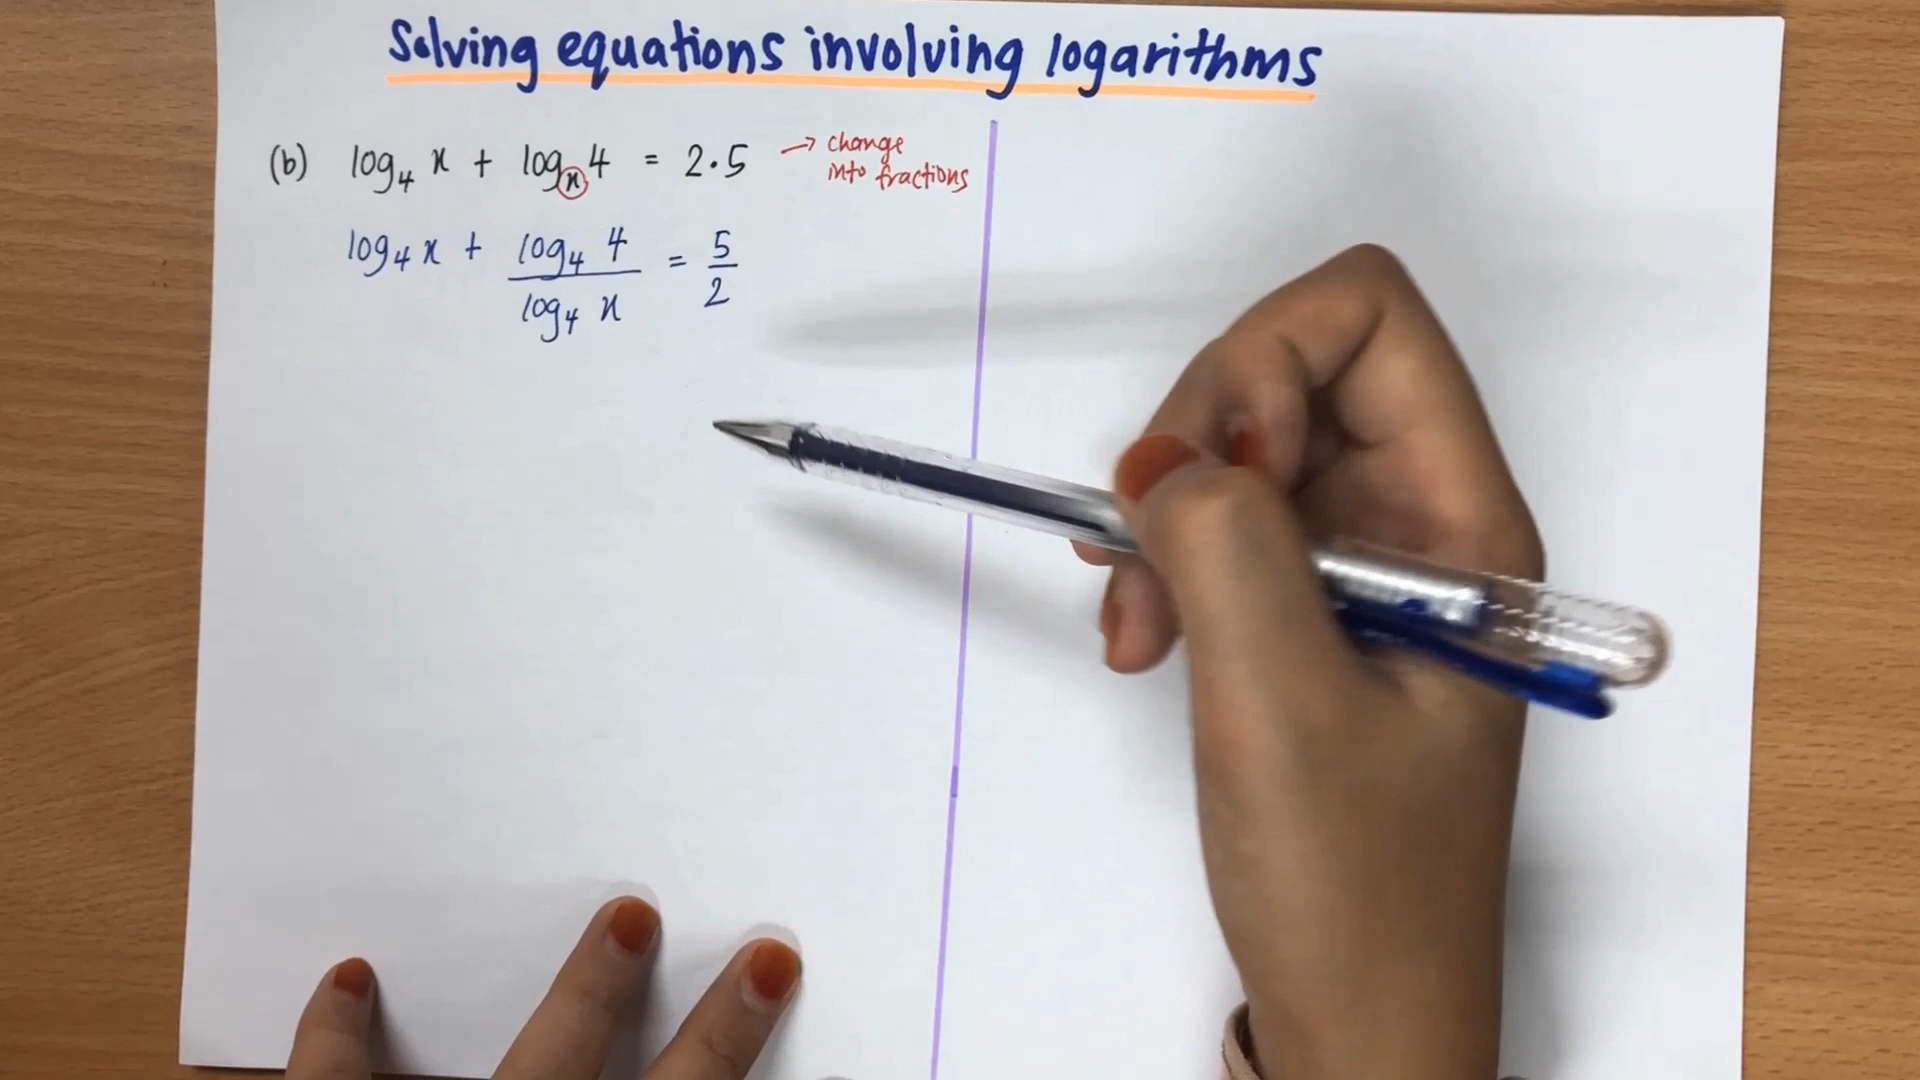 Solving equations involving logarithms
(b) log₄ x + logₓ 4 = 2.5 → change
into fractions
log₄ x + log₄ 4 / log₄ x = 5 / 2